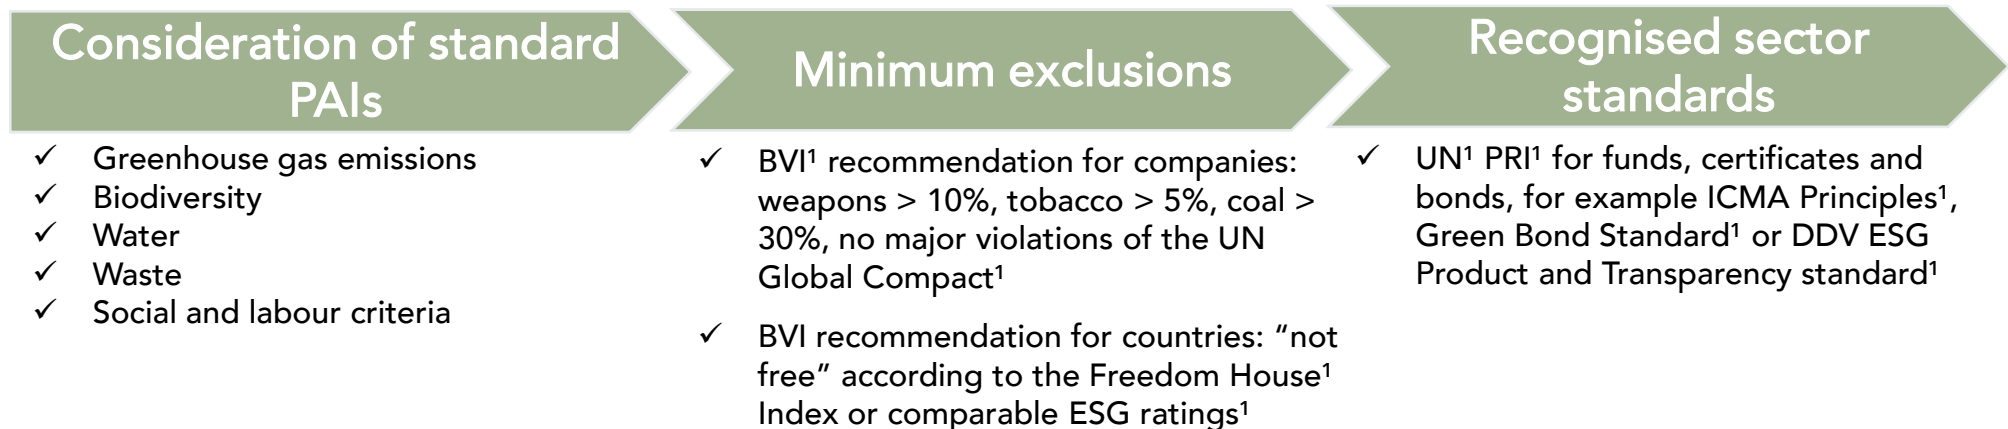 Consideration of standard
PAIs
✓ Greenhouse gas emissions
✓ Biodiversity
✓ Water
✓ Waste
✓ Social and labour criteria
Minimum exclusions
✓ BVI¹ recommendation for companies:
weapons > 10%, tobacco > 5%, coal >
30%, no major violations of the UN
Global Compact¹
✓ BVI recommendation for countries: “not
free” according to the Freedom House¹
Index or comparable ESG ratings¹
Recognised sector
standards
✓ UN¹ PRI¹ for funds, certificates and
bonds, for example ICMA Principles¹,
Green Bond Standard¹ or DDV ESG
Product and Transparency standard¹